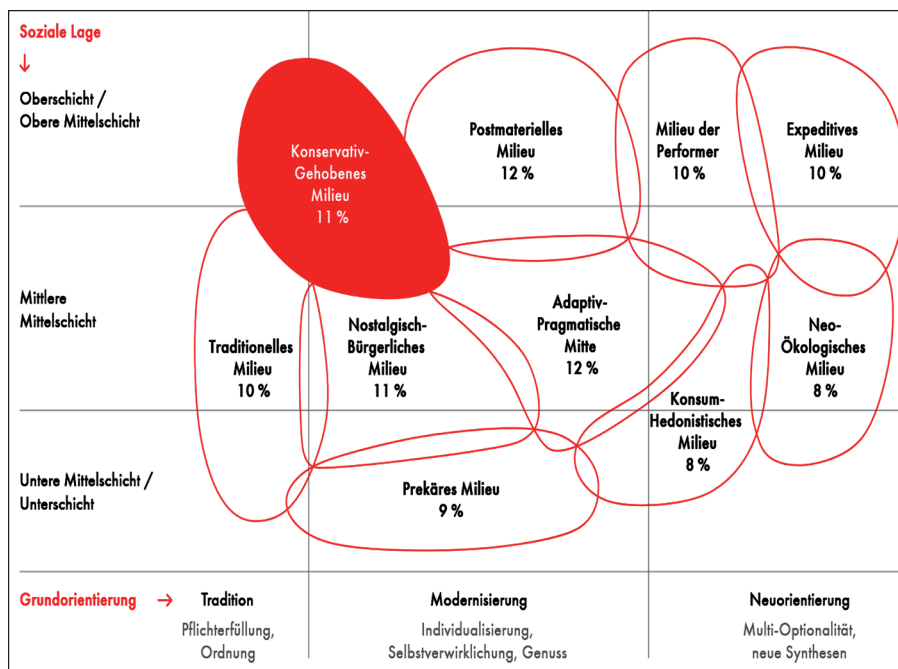 Soziale Lage
↓
Oberschicht /
Obere Mittelschicht
Konservativ-
Gehobenes
Milieu
11 %
Postmaterielles
Milieu
12 %
Milieu der
Performer
10 %
Expeditives
Milieu
10 %
Mittlere
Mittelschicht
Traditionelles
Milieu
10 %
Nostalgisch-
Bürgerliches
Milieu
11 %
Adaptiv-
Pragmatische
Mitte
12 %
Neo-
Ökologisches
Milieu
8 %
Konsum-
Hedonistisches
Milieu
8 %
Untere Mittelschicht /
Unterschicht
Prekäres Milieu
9 %
Grundorientierung →
Tradition
Pflichterfüllung,
Ordnung
Modernisierung
Individualisierung,
Selbstverwirklichung, Genuss
Neuorientierung
Multi-Optionalität,
neue Synthesen